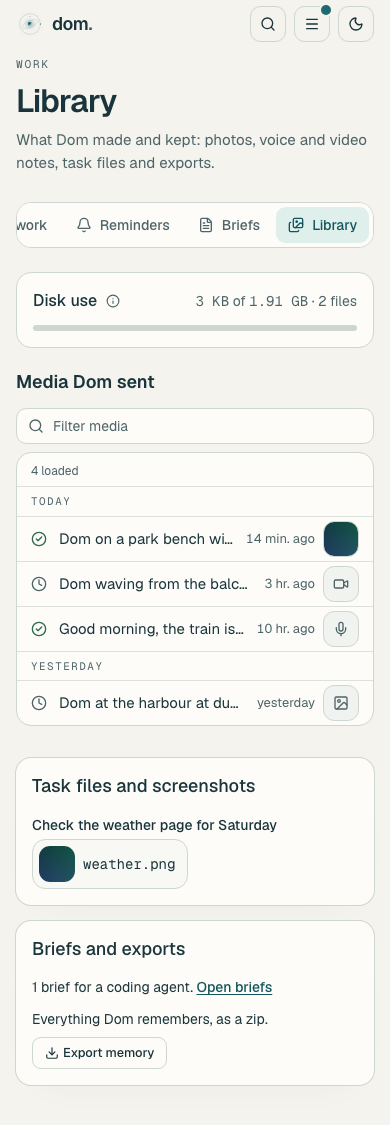 dom.
WORK
Library
What Dom made and kept: photos, voice and video
notes, task files and exports.
work Reminders Briefs Library
Disk use 3 KB of 1.91 GB · 2 files
Media Dom sent
Filter media
4 loaded
TODAY
Dom on a park bench wi... 14 min. ago
Dom waving from the balc... 3 hr. ago
Good morning, the train is... 10 hr. ago
YESTERDAY
Dom at the harbour at du... yesterday
Task files and screenshots
Check the weather page for Saturday
weather.png
Briefs and exports
1 brief for a coding agent. Open briefs
Everything Dom remembers, as a zip.
Export memory